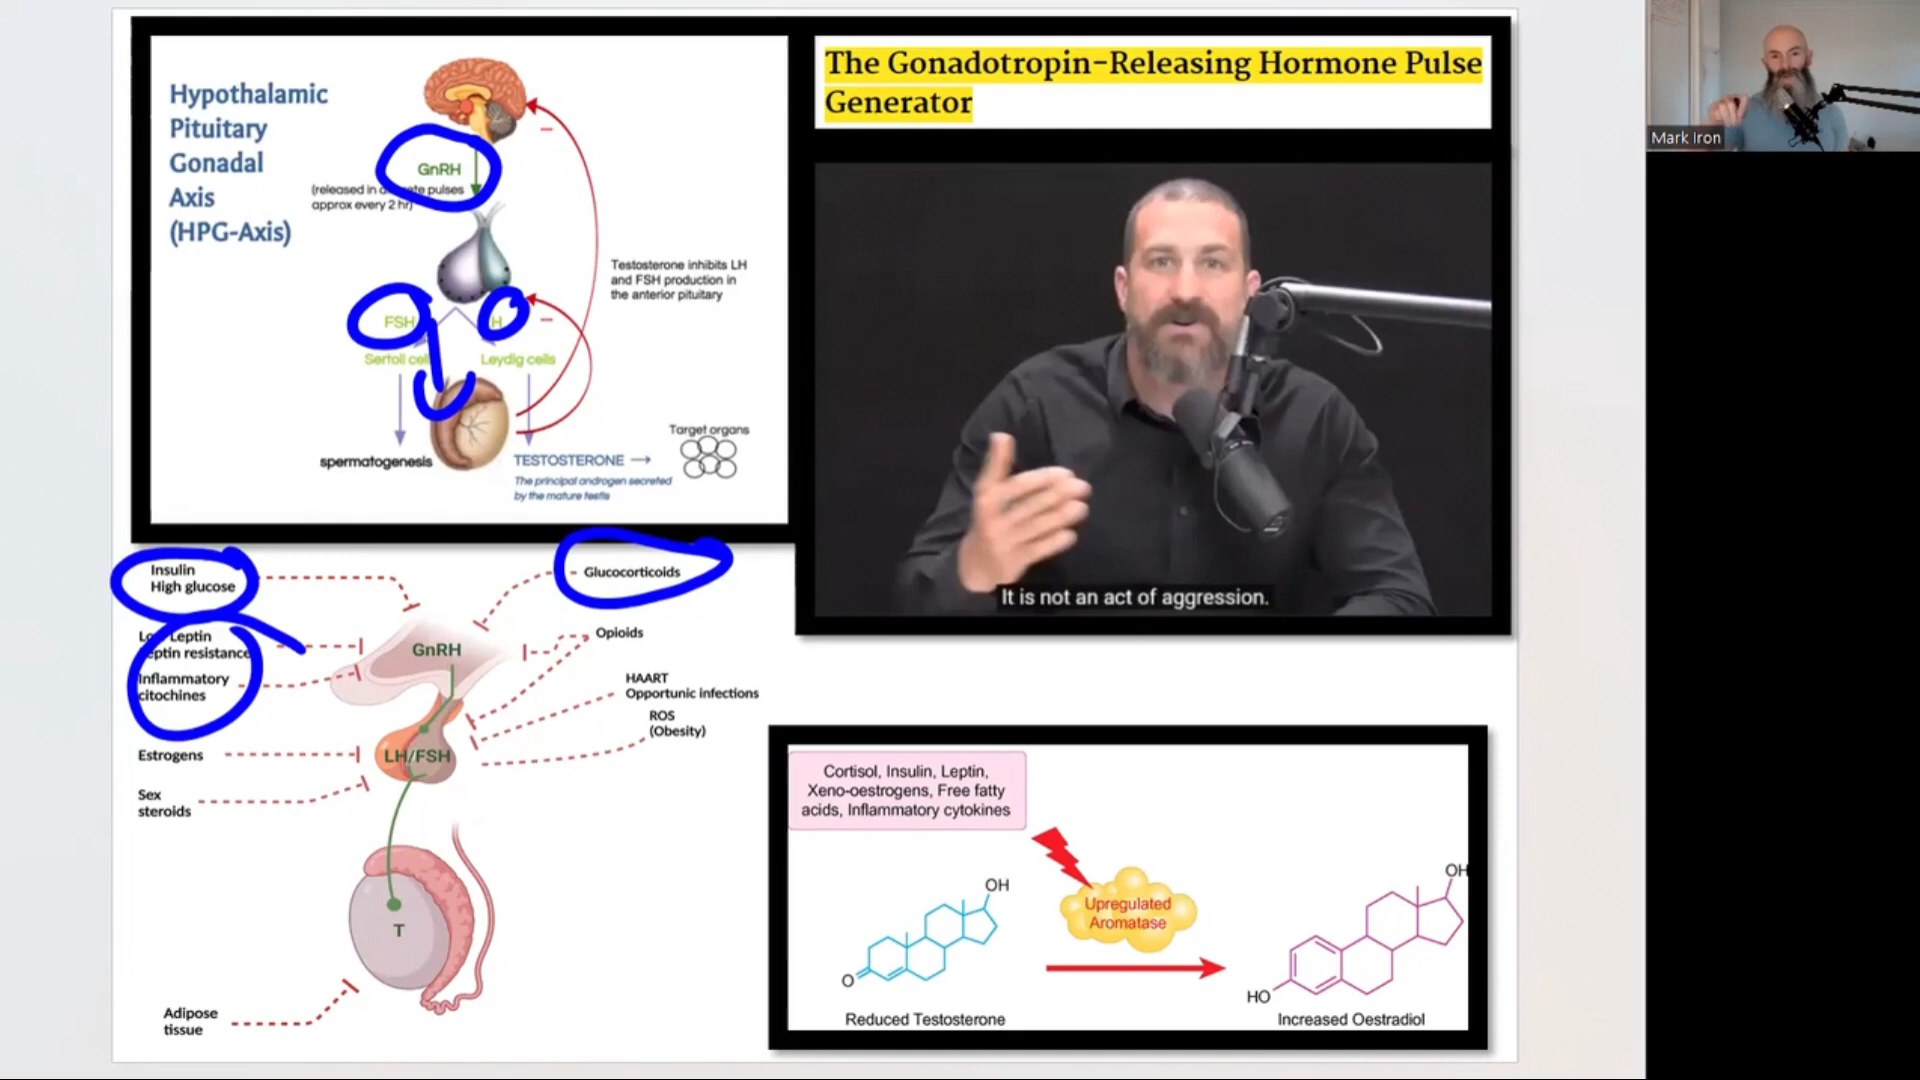 Hypothalamic
Pituitary
Gonadal
Axis
(HPG-Axis)
GnRH
(released in pulses
approx every 2 hr)
Testosterone inhibits LH
and FSH production in
the anterior pituitary
FSH
H
Sertoli
Leydig cells
spermatogenesis
TESTOSTERONE
The principal androgen secreted
by the mature testis
Target organs
The Gonadotropin-Releasing Hormone Pulse
Generator
It is not an act of aggression.
Mark Iron
Insulin
High glucose
Glucocorticoids
Leptin
resistance
Inflammatory
citochines
Opioids
GnRH
HAART
Opportunic infections
ROS
(Obesity)
Estrogens
LH/FSH
Sex
steroids
T
Adipose
tissue
Cortisol, Insulin, Leptin,
Xeno-oestrogens, Free fatty
acids, Inflammatory cytokines
OH
O
Reduced Testosterone
Upregulated
Aromatase
OH
HO
Increased Oestradiol